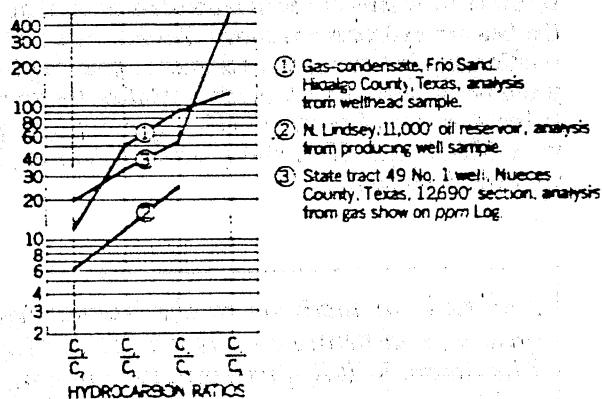 400
300
200
100
80
60
40
30
20
10
8
6
4
3
2
HYDROCARBON RATIOS
① Gas-condensate, Frio Sand.
Hidalgo County, Texas, analysis
from wellhead sample.
② N. Lindsey, 11,000' oil reservoir, analysis
from producing well sample.
③ State tract 49 No. 1 well, Nueces
County, Texas, 12,690' section, analysis
from gas show on ppm Log.
①
③
②